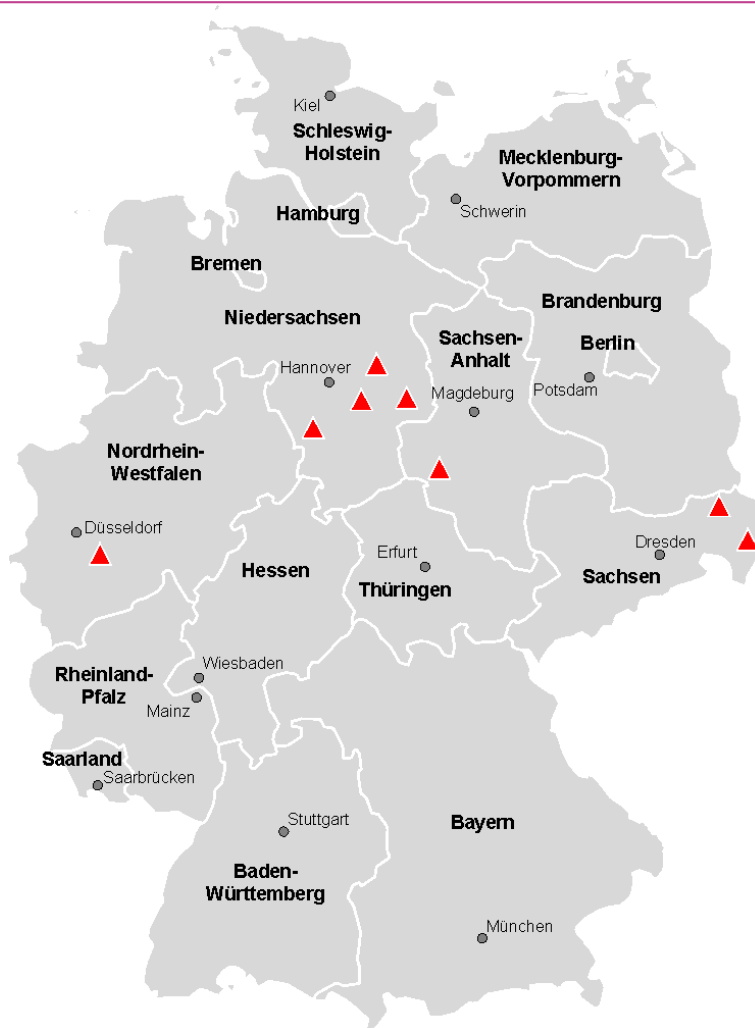 Kiel
Schleswig-
Holstein
Mecklenburg-
Vorpommern
Schwerin
Hamburg
Bremen
Brandenburg
Niedersachsen
Sachsen-
Anhalt
Berlin
Hannover
Magdeburg
Potsdam
Nordrhein-
Westfalen
Düsseldorf
Hessen
Erfurt
Thüringen
Dresden
Sachsen
Wiesbaden
Rheinland-
Pfalz
Mainz
Saarland
Saarbrücken
Stuttgart
Bayern
Baden-
Württemberg
München